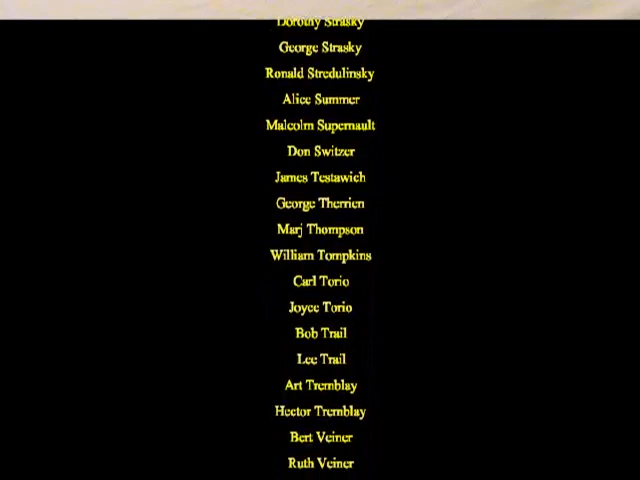 Dorothy Strasky
George Strasky
Ronald Stredulinsky
Alice Summer
Malcolm Supernault
Don Switzer
James Testawich
George Therrien
Marj Thompson
William Tompkins
Carl Torio
Joyce Torio
Bob Trail
Lee Trail
Art Tremblay
Hector Tremblay
Bert Veiner
Ruth Veiner